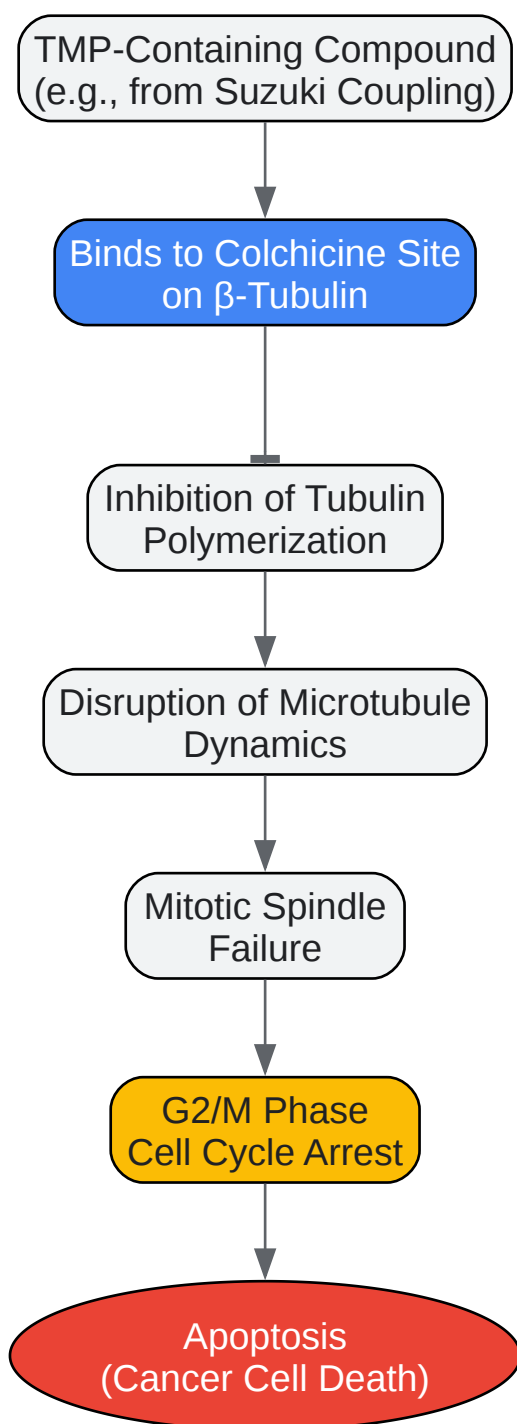 TMP-Containing Compound
(e.g., from Suzuki Coupling)
Binds to Colchicine Site
on β-Tubulin
Inhibition of Tubulin
Polymerization
Disruption of Microtubule
Dynamics
Mitotic Spindle
Failure
G2/M Phase
Cell Cycle Arrest
Apoptosis
(Cancer Cell Death)